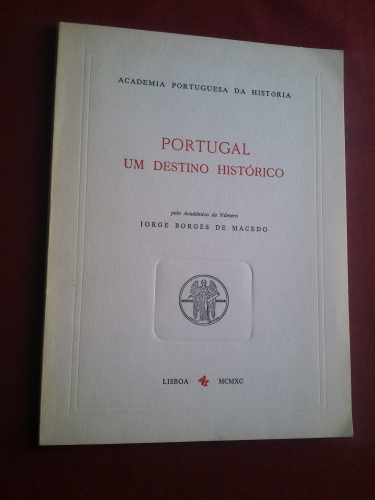 ACADEMIA PORTUGUESA DA HISTÓRIA
PORTUGAL
UM DESTINO HISTÓRICO
pelo Académico de Número
JORGE BORGES DE MACEDO
LISBOA MCMXC